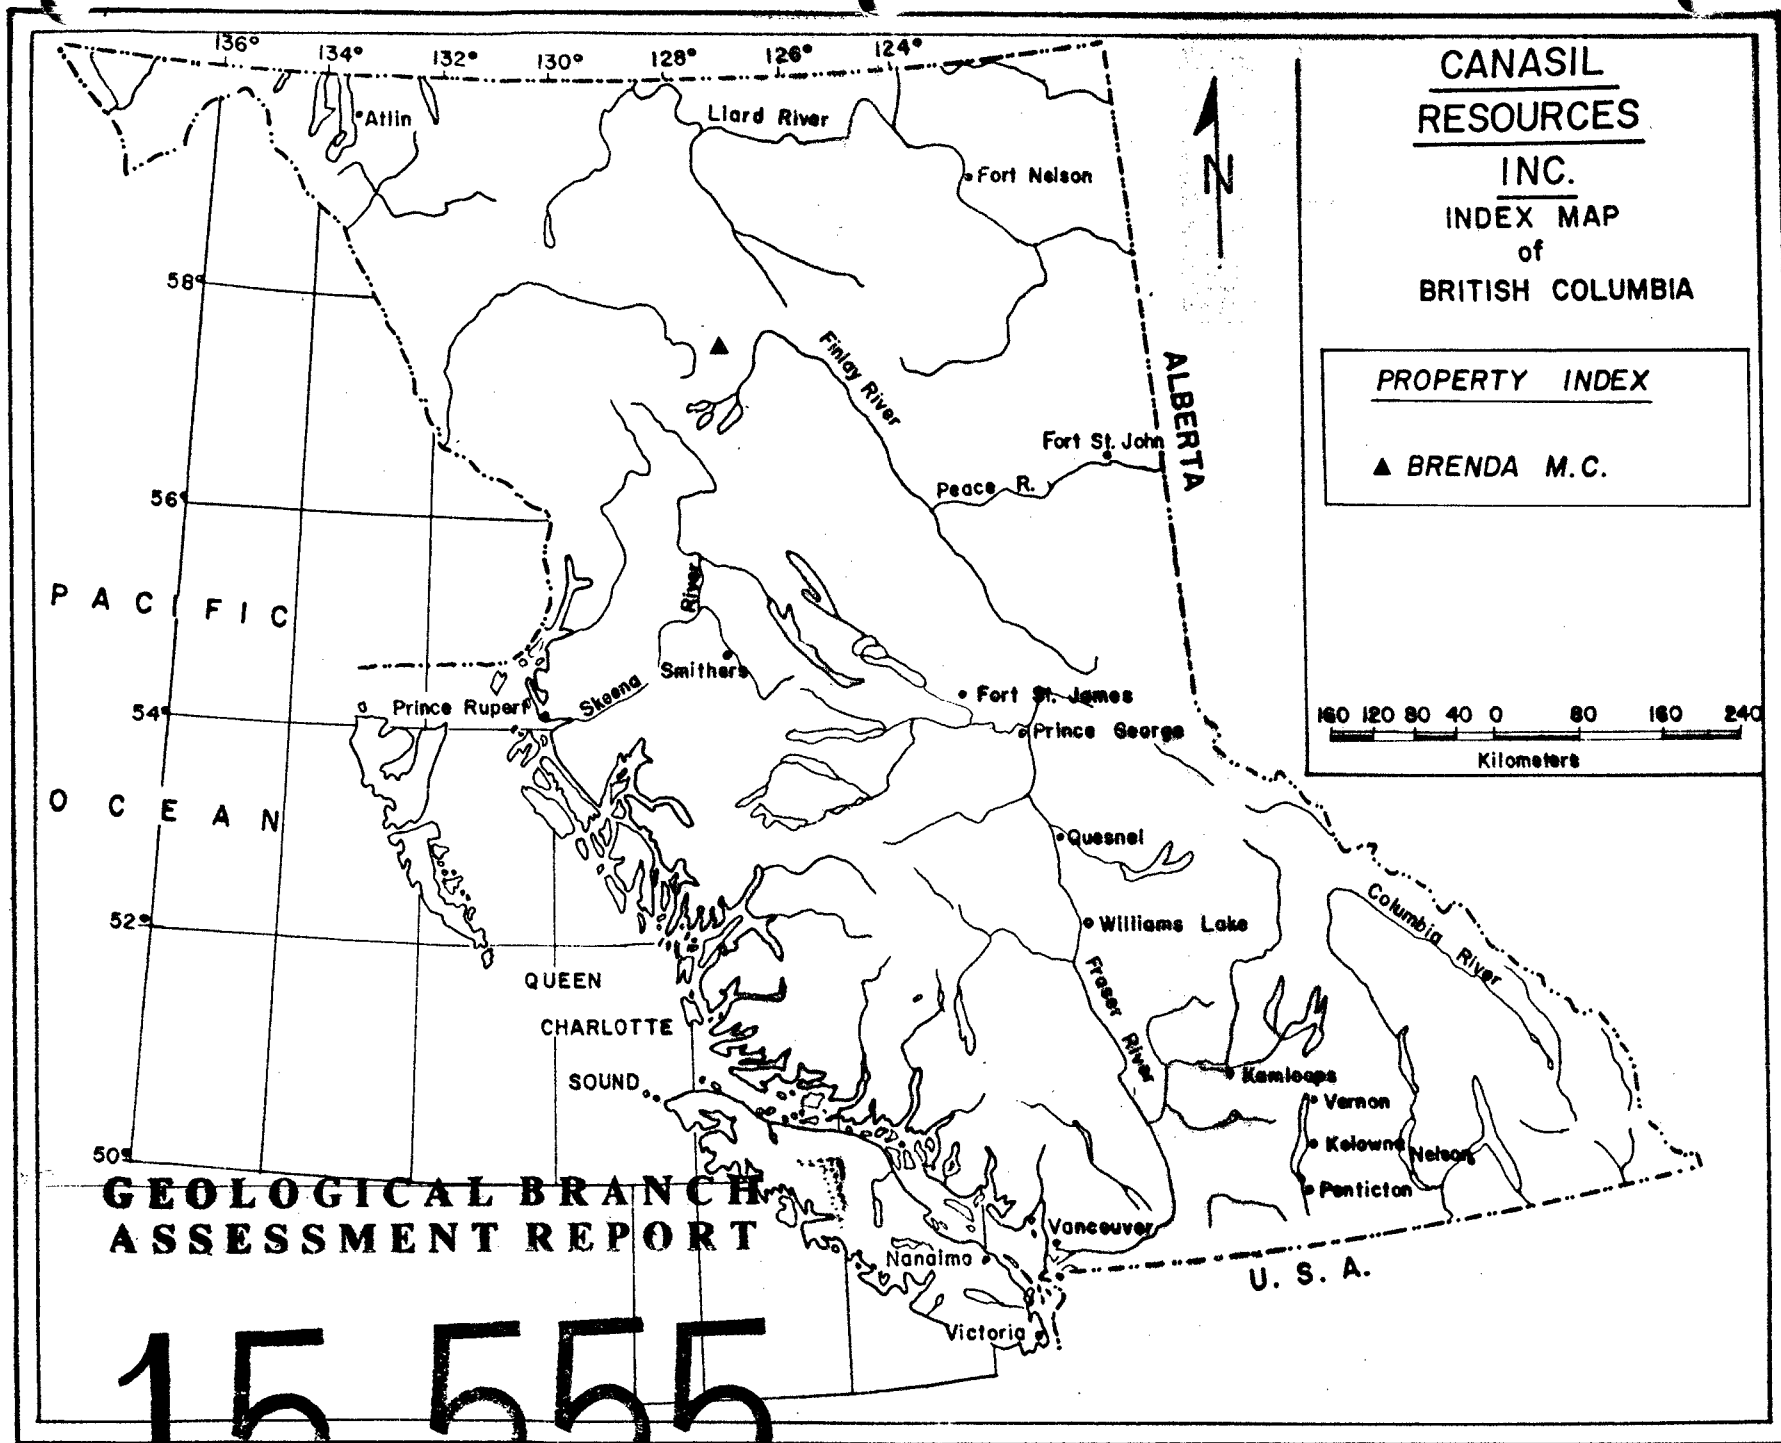 136° 134° 132° 130° 128° 126° 124°
CANASIL
RESOURCES
INC.
INDEX MAP
of
BRITISH COLUMBIA
PROPERTY INDEX
▲ BRENDA M.C.
160 120 80 40 0 80 160 240
Kilometers
N
Atlin
Liard River
Fort Nelson
58°
Finlay River
ALBERTA
Fort St. John
Peace R.
56°
PACIFIC
River
Smithers
Skeena
Prince Rupert
54°
Fort St. James
Prince George
OCEAN
Quesnel
52°
Williams Lake
Columbia River
QUEEN
CHARLOTTE
SOUND
Fraser River
Kamloops
Vernon
Kelowna
Nelson
Penticton
50°
GEOLOGICAL BRANCH
ASSESSMENT REPORT
Vancouver
Nanaimo
U. S. A.
Victoria
15,555